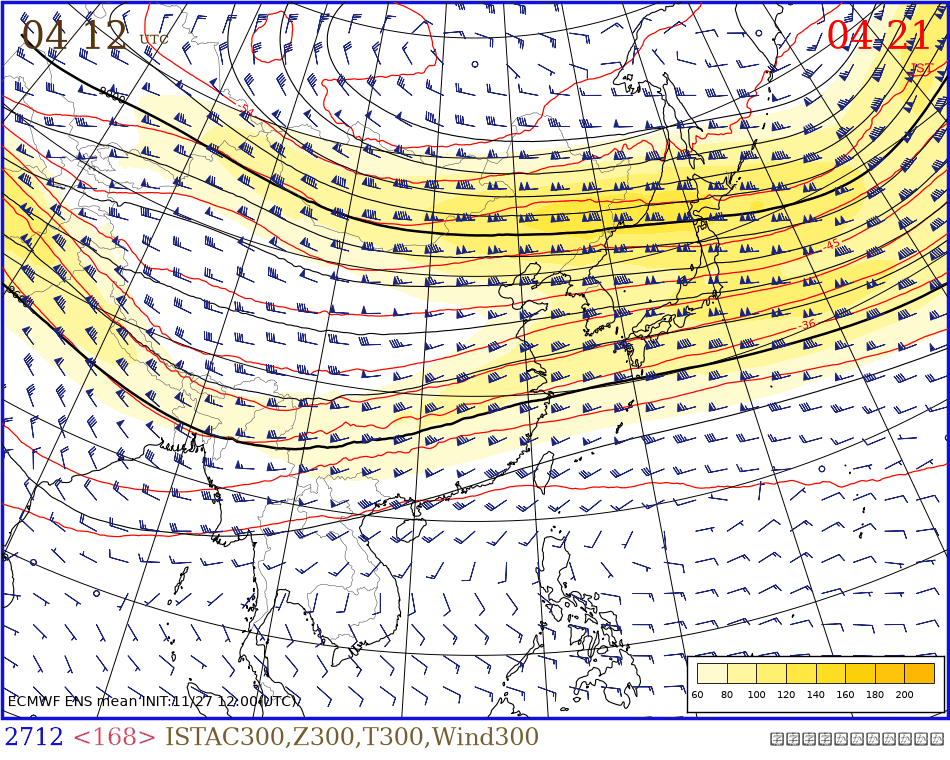 04 12 UTC
04 21 JST
9000
-54
-45
-36
9600
60 80 100 120 140 160 180 200
ECMWF ENS mean INIT:11/27 12:00(UTC)
2712 <168> ISTAC300,Z300,T300,Wind300